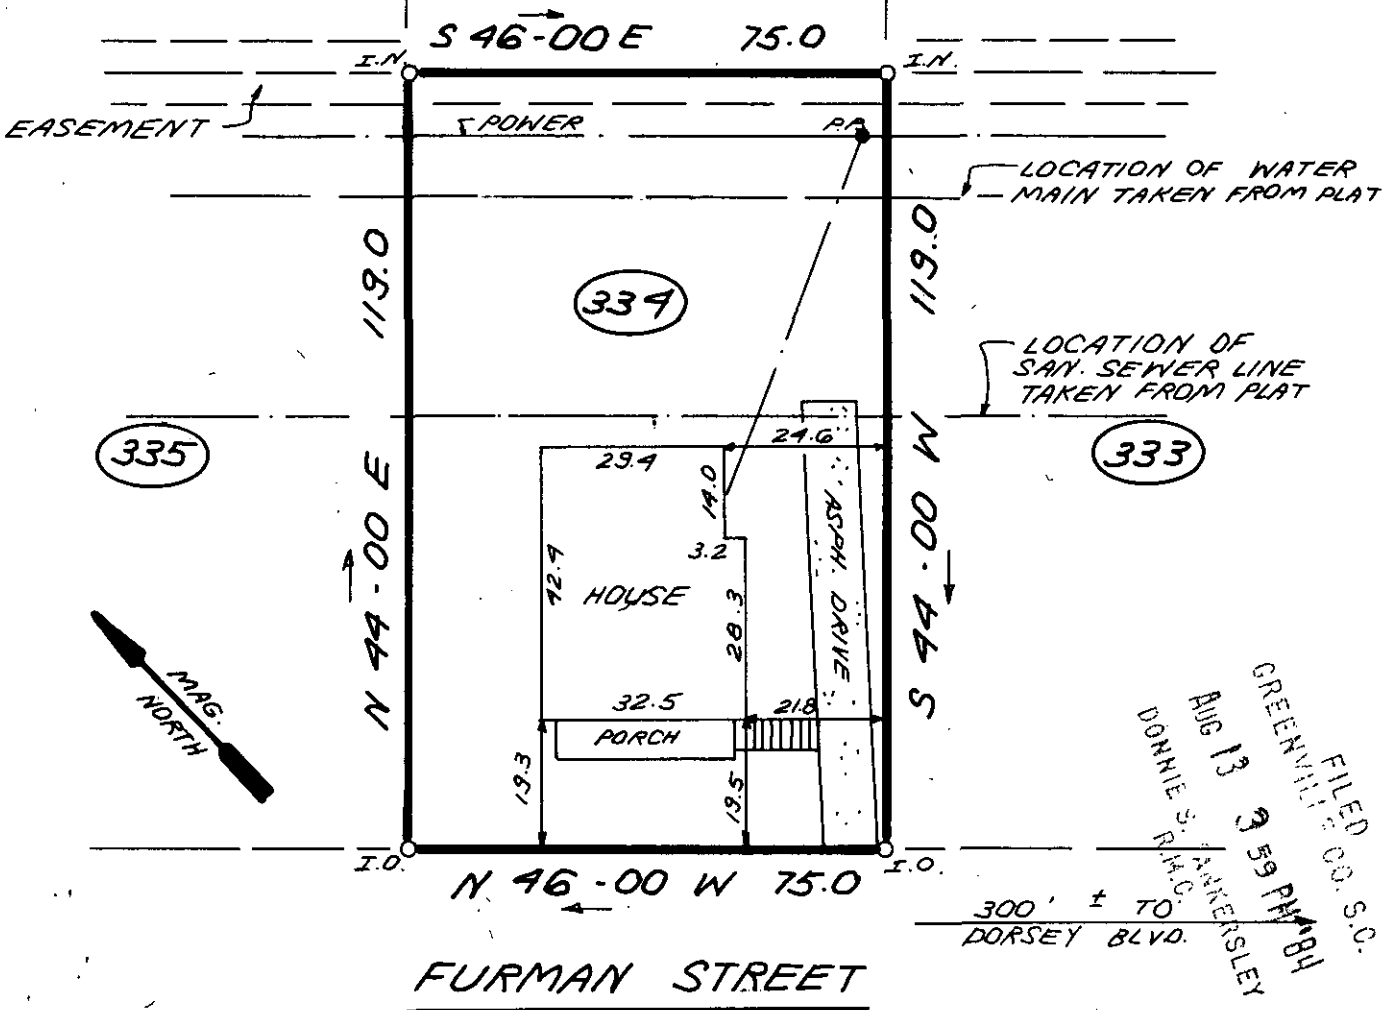 S 46-00 E 75.0
I.N.
I.N.
EASEMENT
POWER
P.P.
LOCATION OF WATER
MAIN TAKEN FROM PLAT
119.0
119.0
334
LOCATION OF
SAN. SEWER LINE
TAKEN FROM PLAT
335
333
24.6
29.4
14.0
3.2
42.4
HOUSE
28.3
ASPH. DRIVE
N 44-00 E
S 44-00 W
MAG.
NORTH
32.5
21.8
PORCH
19.3
19.5
I.O.
I.O.
N 46-00 W 75.0
300' ± TO
DORSEY BLVD.
FURMAN STREET
FILED
GREENVILLE CO. S.C.
AUG 13 3 59 PM '84
DONNIE S. TANKERSLEY
R.M.C.